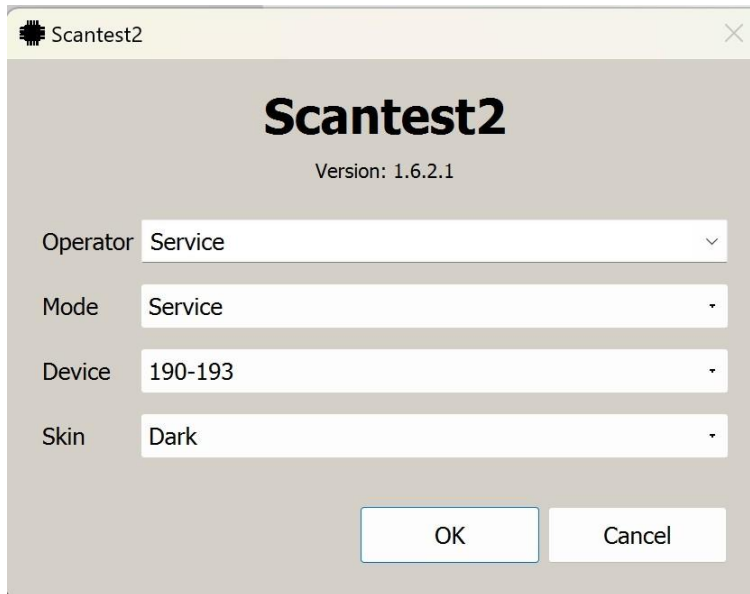 Scantest2
Scantest2
Version: 1.6.2.1
Operator Service
Mode Service
Device 190-193
Skin Dark
OK Cancel